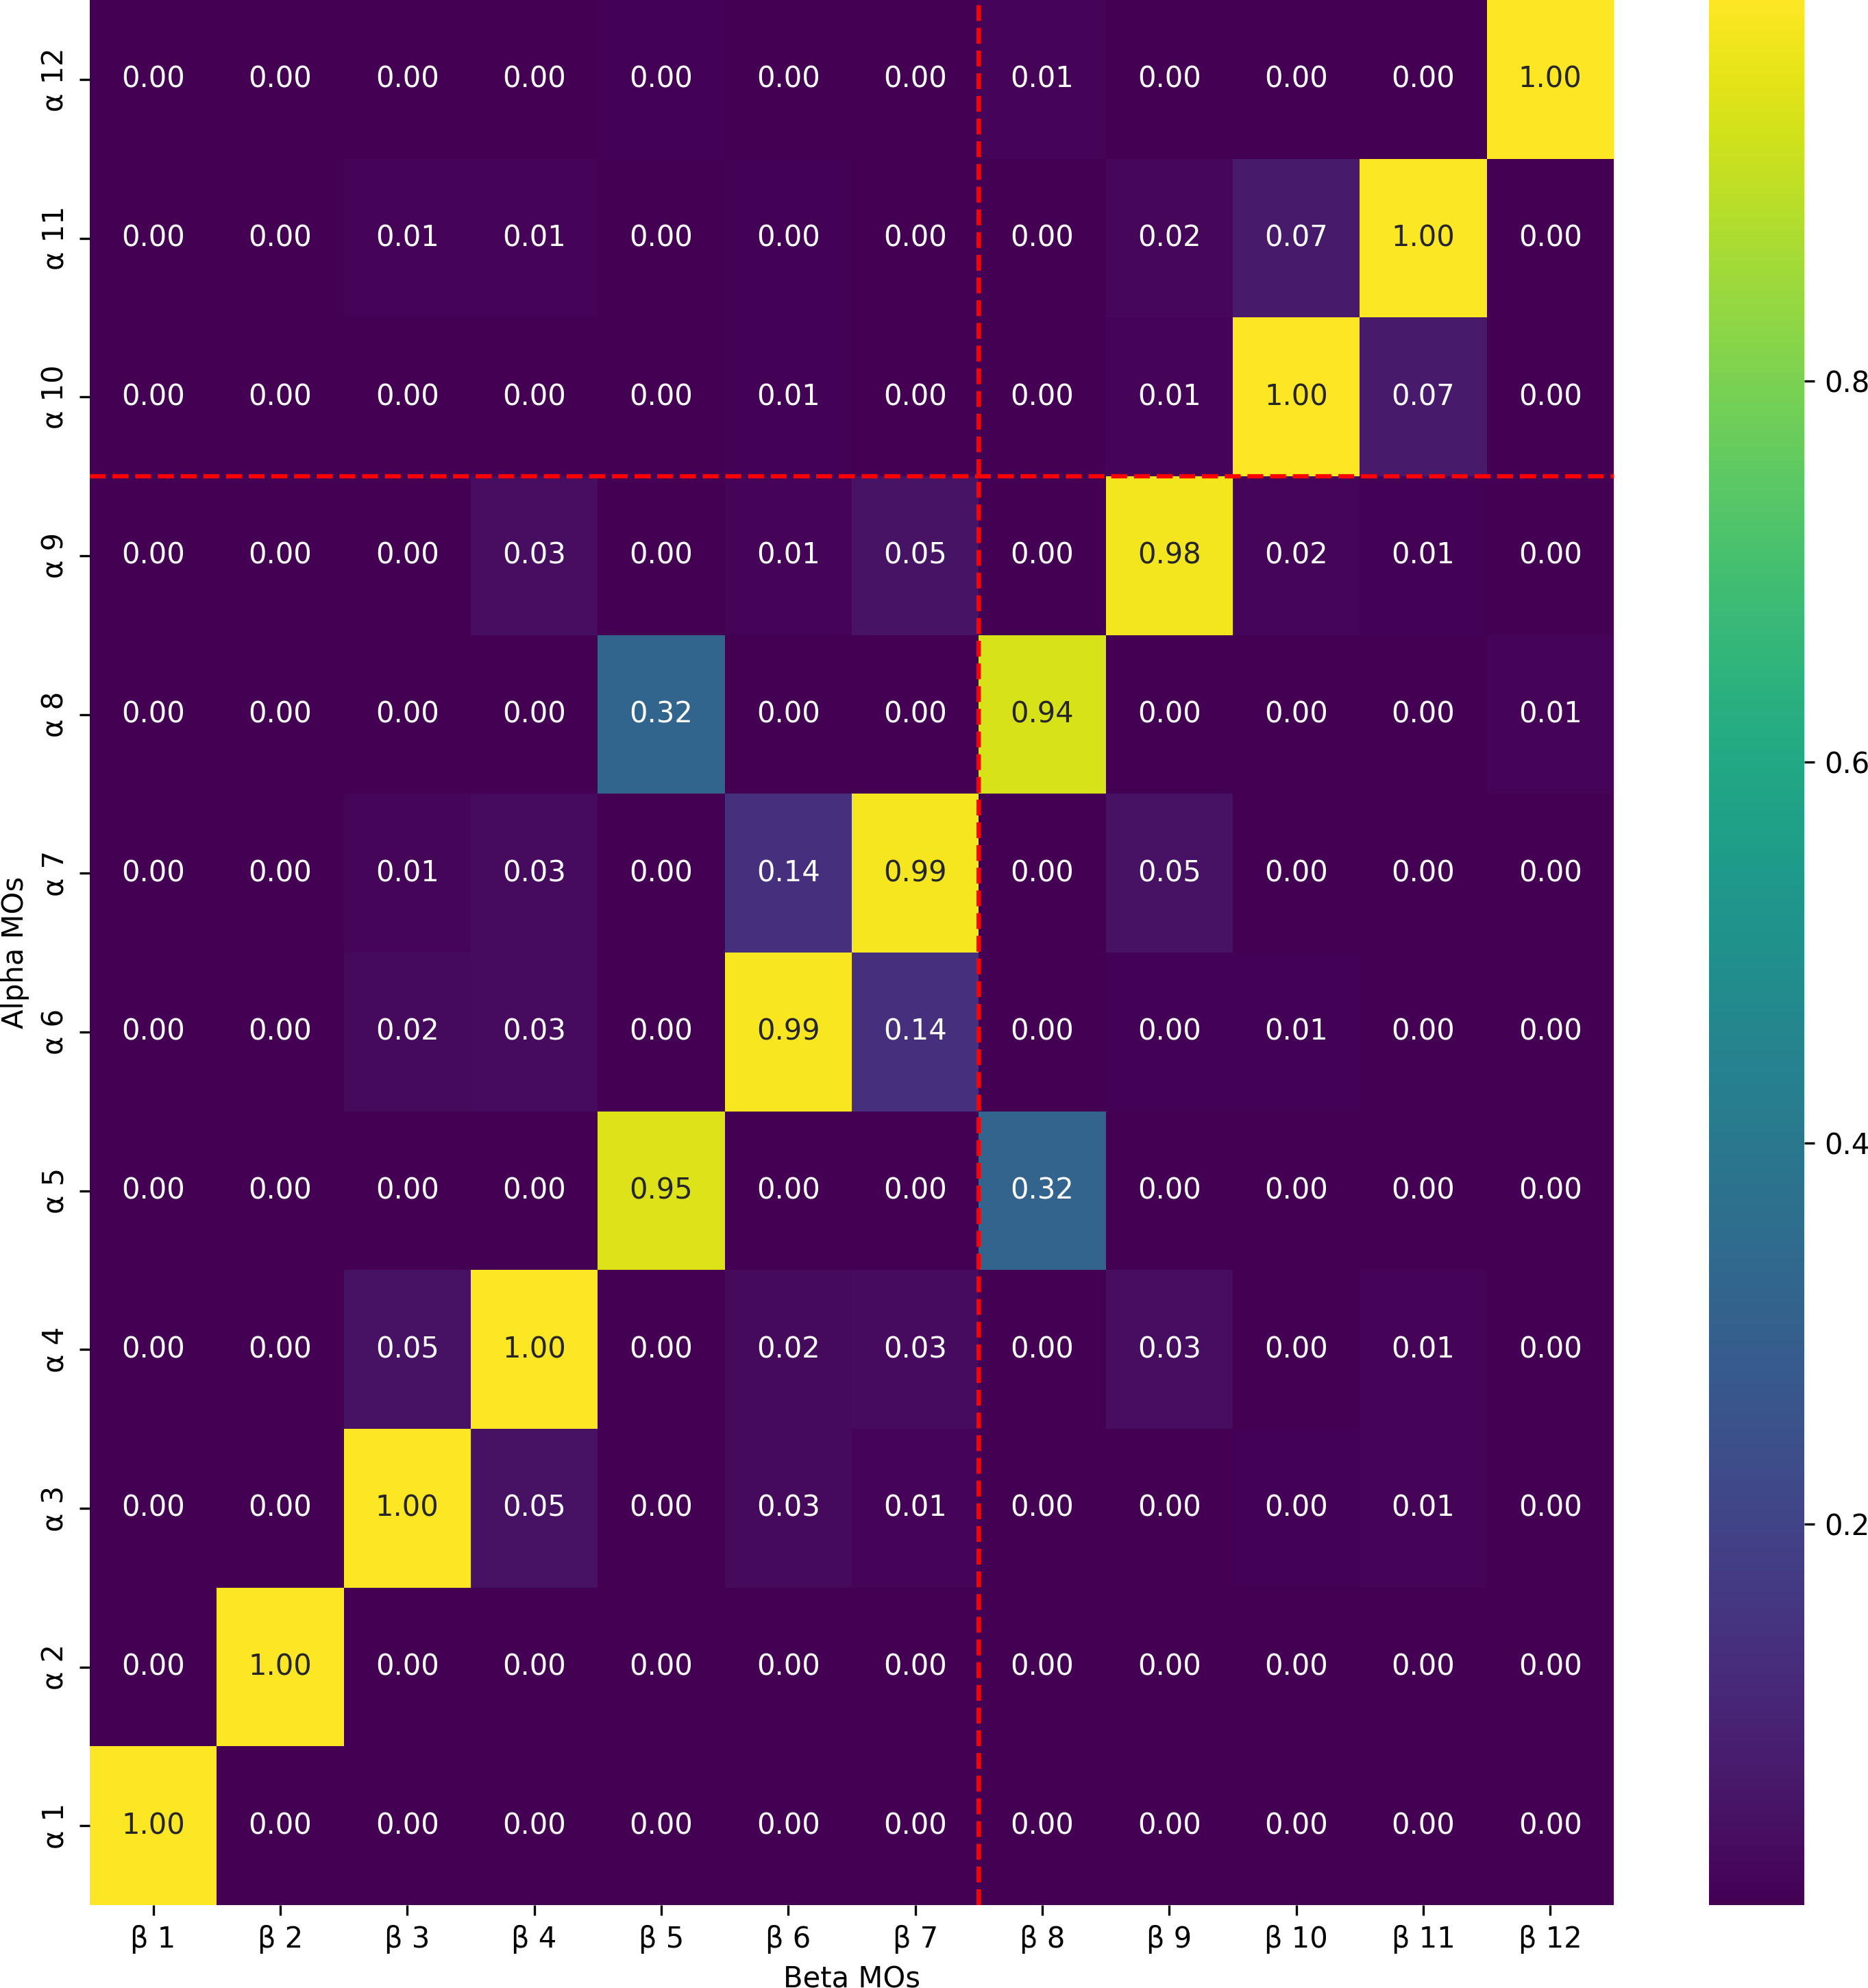 α 12 0.00 0.00 0.00 0.00 0.00 0.00 0.00 0.01 0.00 0.00 0.00 1.00
α 11 0.00 0.00 0.01 0.01 0.00 0.00 0.00 0.00 0.02 0.07 1.00 0.00
α 10 0.00 0.00 0.00 0.00 0.00 0.01 0.00 0.00 0.01 1.00 0.07 0.00
α 9 0.00 0.00 0.00 0.03 0.00 0.01 0.05 0.00 0.98 0.02 0.01 0.00
α 8 0.00 0.00 0.00 0.00 0.32 0.00 0.00 0.94 0.00 0.00 0.00 0.01
α 7 0.00 0.00 0.01 0.03 0.00 0.14 0.99 0.00 0.05 0.00 0.00 0.00
α 6 0.00 0.00 0.02 0.03 0.00 0.99 0.14 0.00 0.00 0.01 0.00 0.00
α 5 0.00 0.00 0.00 0.00 0.95 0.00 0.00 0.32 0.00 0.00 0.00 0.00
α 4 0.00 0.00 0.05 1.00 0.00 0.02 0.03 0.00 0.03 0.00 0.01 0.00
α 3 0.00 0.00 1.00 0.05 0.00 0.03 0.01 0.00 0.00 0.00 0.01 0.00
α 2 0.00 1.00 0.00 0.00 0.00 0.00 0.00 0.00 0.00 0.00 0.00 0.00
α 1 1.00 0.00 0.00 0.00 0.00 0.00 0.00 0.00 0.00 0.00 0.00 0.00
β 1 β 2 β 3 β 4 β 5 β 6 β 7 β 8 β 9 β 10 β 11 β 12
Beta MOs
Alpha MOs
0.8
0.6
0.4
0.2